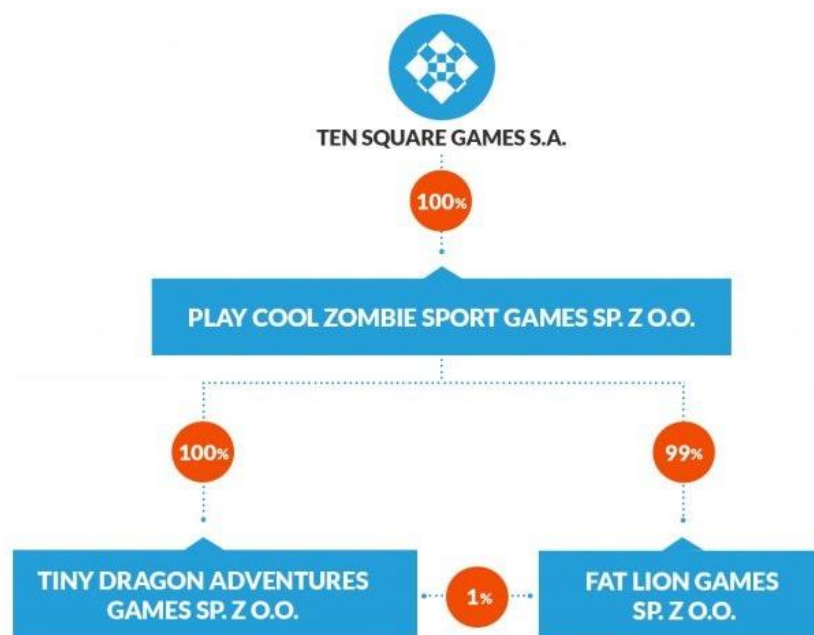 TEN SQUARE GAMES S.A.
100%
PLAY COOL ZOMBIE SPORT GAMES SP. Z O.O.
100%
99%
TINY DRAGON ADVENTURES
GAMES SP. Z O.O.
1%
FAT LION GAMES
SP. Z O.O.